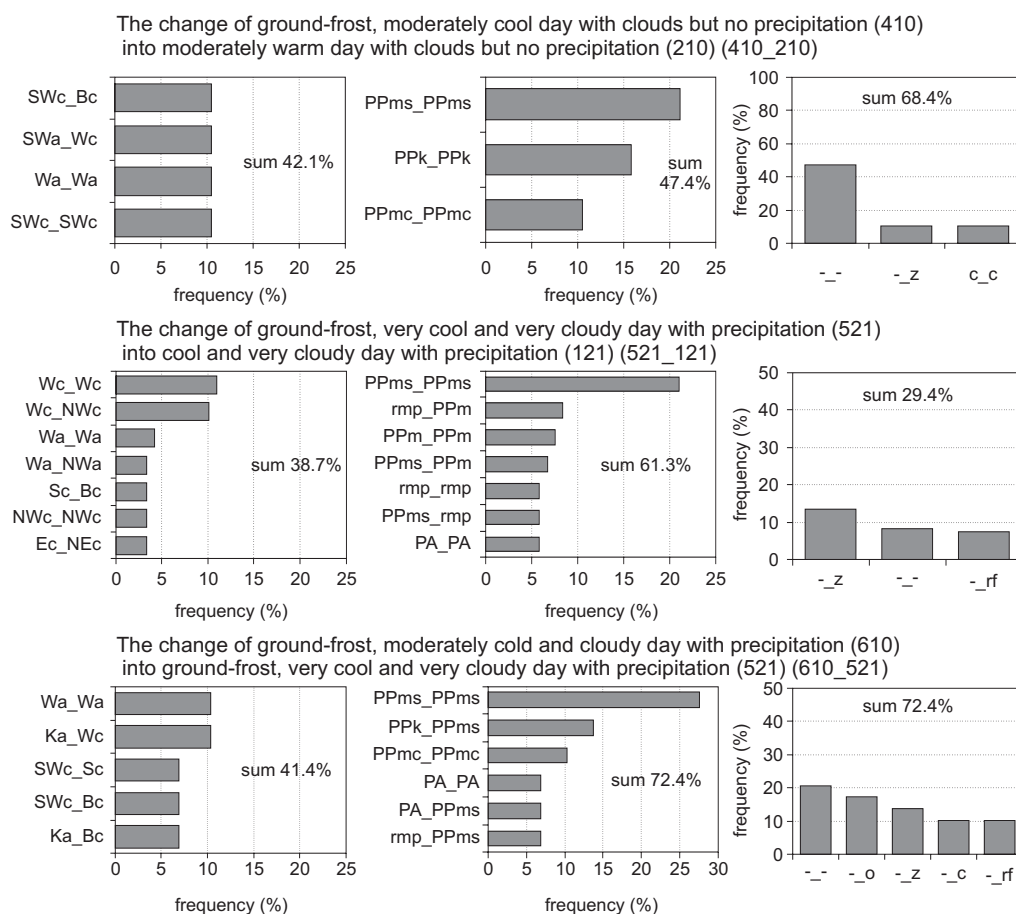 The change of ground-frost, moderately cool day with clouds but no precipitation (410)
into moderately warm day with clouds but no precipitation (210) (410_210)
SWc_Bc
SWa_Wc
Wa_Wa
SWc_SWc
sum 42.1%
0 5 10 15 20 25
frequency (%)
PPms_PPms
PPk_PPk
PPmc_PPmc
sum
47.4%
0 5 10 15 20 25
frequency (%)
frequency (%)
100
80
60
40
20
0
sum 68.4%
-_- -_z c_c
The change of ground-frost, very cool and very cloudy day with precipitation (521)
into cool and very cloudy day with precipitation (121) (521_121)
Wc_Wc
Wc_NWc
Wa_Wa
Wa_NWa
Sc_Bc
NWc_NWc
Ec_NEc
sum 38.7%
0 5 10 15 20 25
frequency (%)
PPms_PPms
rmp_PPm
PPm_PPm
PPms_PPm
rmp_rmp
PPms_rmp
PA_PA
sum 61.3%
0 5 10 15 20 25
frequency (%)
frequency (%)
50
40
30
20
10
0
sum 29.4%
-_z -_- -_rf
The change of ground-frost, moderately cold and cloudy day with precipitation (610)
into ground-frost, very cool and very cloudy day with precipitation (521) (610_521)
Wa_Wa
Ka_Wc
SWc_Sc
SWc_Bc
Ka_Bc
sum 41.4%
0 5 10 15 20 25
frequency (%)
PPms_PPms
PPk_PPms
PPmc_PPmc
PA_PA
PA_PPms
rmp_PPms
sum 72.4%
0 5 10 15 20 25 30
frequency (%)
frequency (%)
50
40
30
20
10
0
sum 72.4%
-_- -_o -_z -_c -_rf